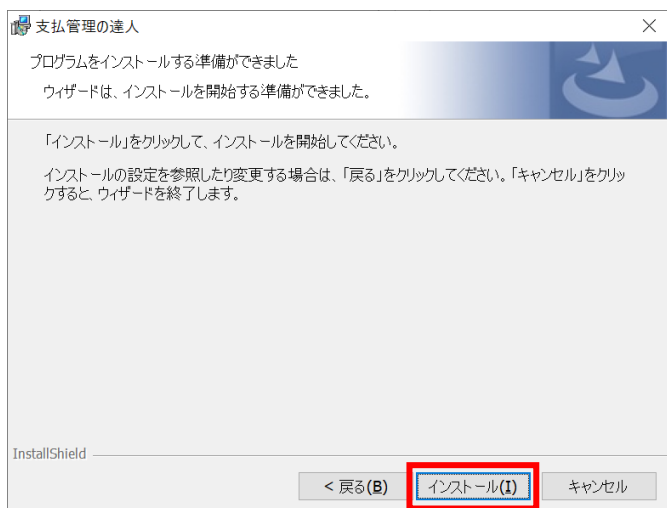 支払管理の達人
プログラムをインストールする準備ができました
ウィザードは、インストールを開始する準備ができました。
「インストール」をクリックして、インストールを開始してください。
インストールの設定を参照したり変更する場合は、「戻る」をクリックしてください。「キャンセル」をクリッ
クすると、ウィザードを終了します。
InstallShield
< 戻る(B) インストール(I) キャンセル